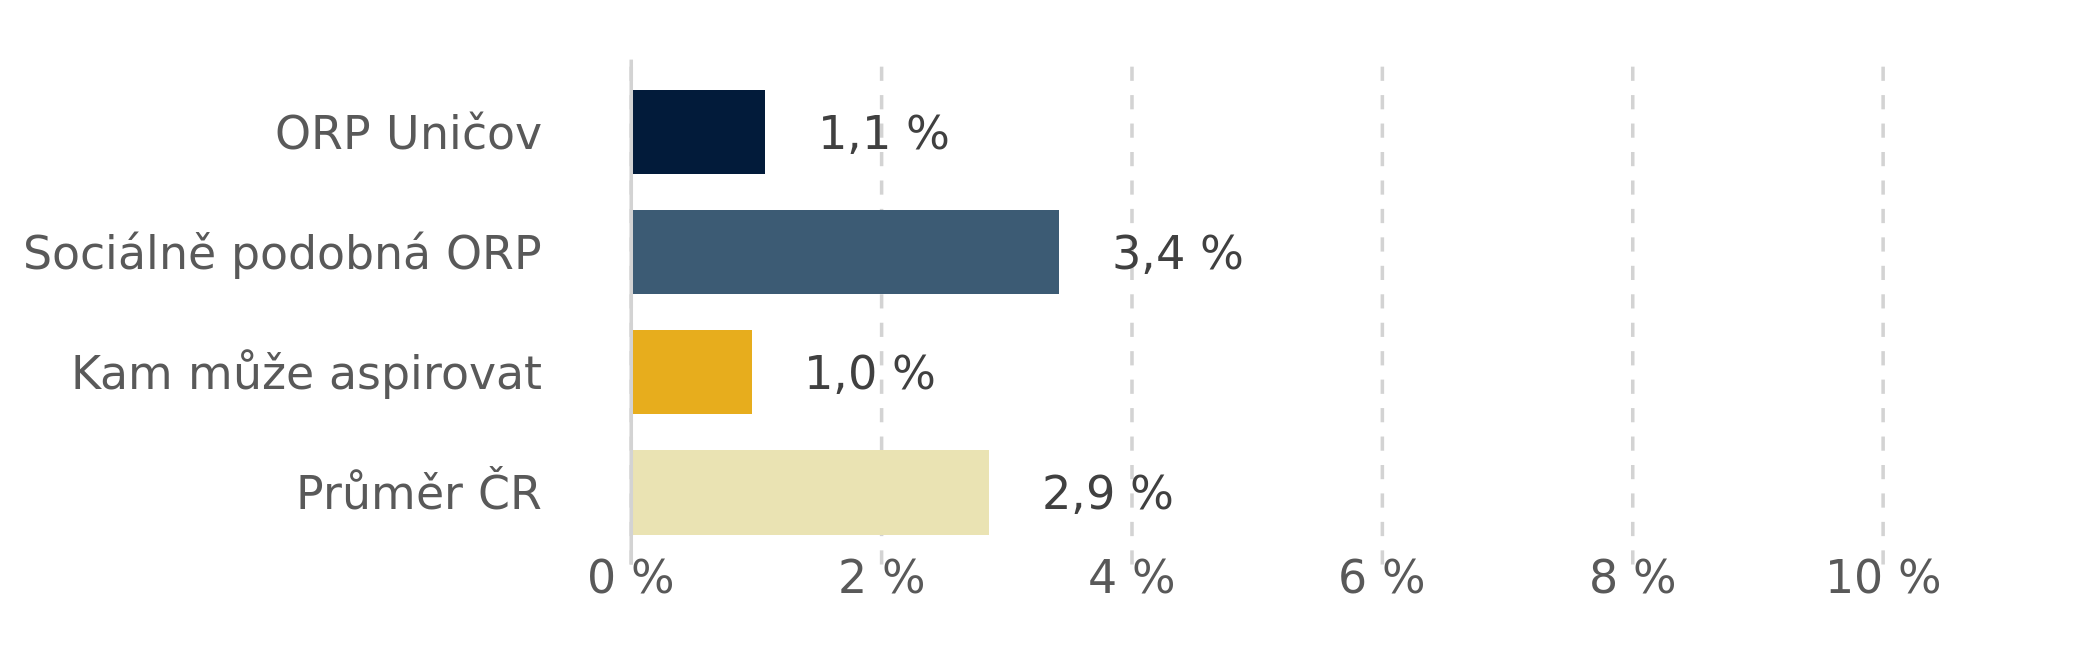 ORP Uničov 1,1 %
Sociálně podobná ORP 3,4 %
Kam může aspirovat 1,0 %
Průměr ČR 2,9 %
0 % 2 % 4 % 6 % 8 % 10 %